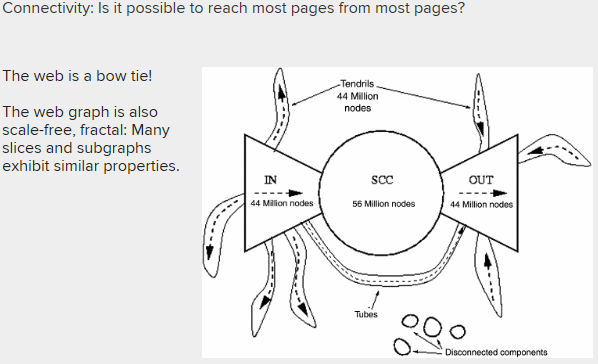 Connectivity: Is it possible to reach most pages from most pages?
The web is a bow tie!
The web graph is also
scale-free, fractal: Many
slices and subgraphs
exhibit similar properties.
Tendrils
44 Million
nodes
IN
44 Million nodes
SCC
56 Million nodes
OUT
44 Million nodes
Tubes
Disconnected components